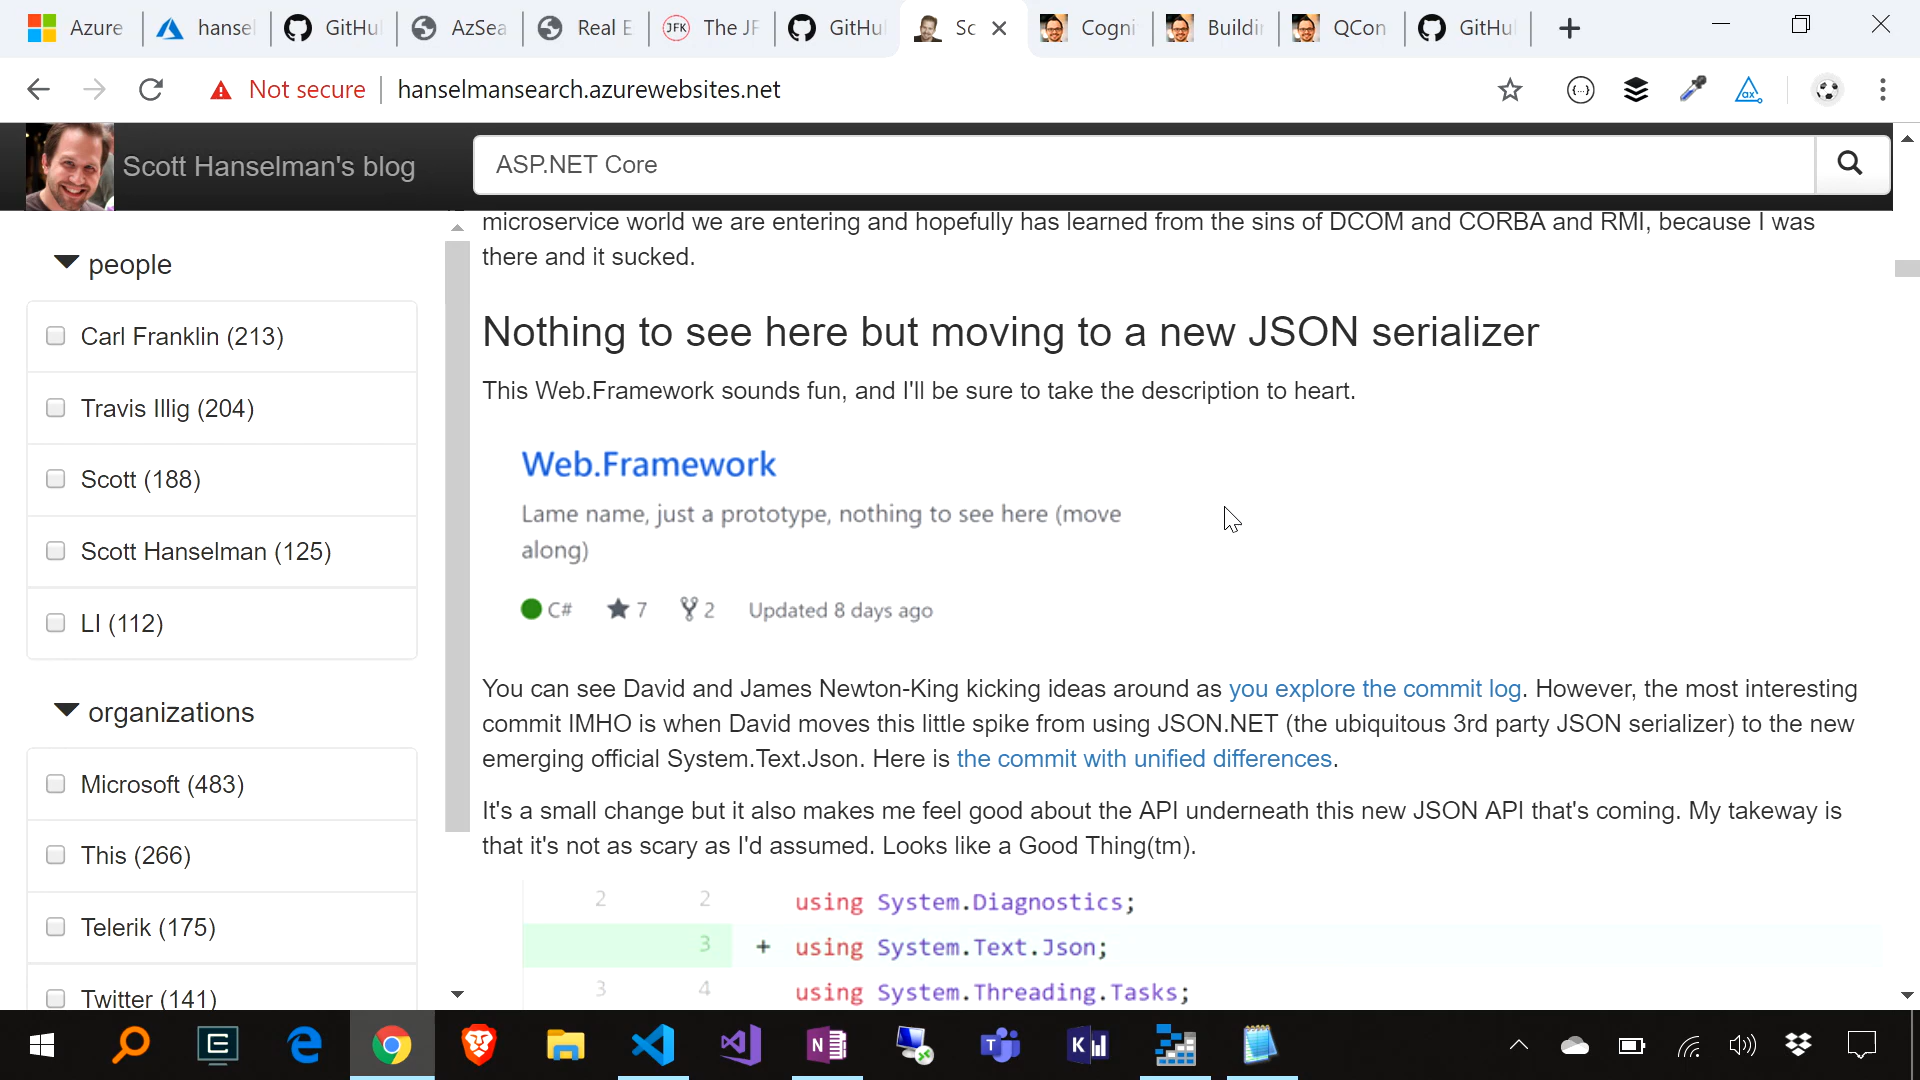 Azure
hansel
GitHu
AzSea
Real E
JFK The JF
GitHu
Sc
Cogni
Buildin
QCon
GitHu
Not secure hanselmansearch.azurewebsites.net
Scott Hanselman's blog
ASP.NET Core
people
Carl Franklin (213)
Travis Illig (204)
Scott (188)
Scott Hanselman (125)
LI (112)
organizations
Microsoft (483)
This (266)
Telerik (175)
Twitter (141)
microservice world we are entering and hopefully has learned from the sins of DCOM and CORBA and RMI, because I was
there and it sucked.
Nothing to see here but moving to a new JSON serializer
This Web.Framework sounds fun, and I'll be sure to take the description to heart.
Web.Framework
Lame name, just a prototype, nothing to see here (move
along)
C# 7 2 Updated 8 days ago
You can see David and James Newton-King kicking ideas around as you explore the commit log. However, the most interesting
commit IMHO is when David moves this little spike from using JSON.NET (the ubiquitous 3rd party JSON serializer) to the new
emerging official System.Text.Json. Here is the commit with unified differences.
It's a small change but it also makes me feel good about the API underneath this new JSON API that's coming. My takeway is
that it's not as scary as I'd assumed. Looks like a Good Thing(tm).
2 2 using System.Diagnostics;
3 + using System.Text.Json;
3 4 using System.Threading.Tasks;